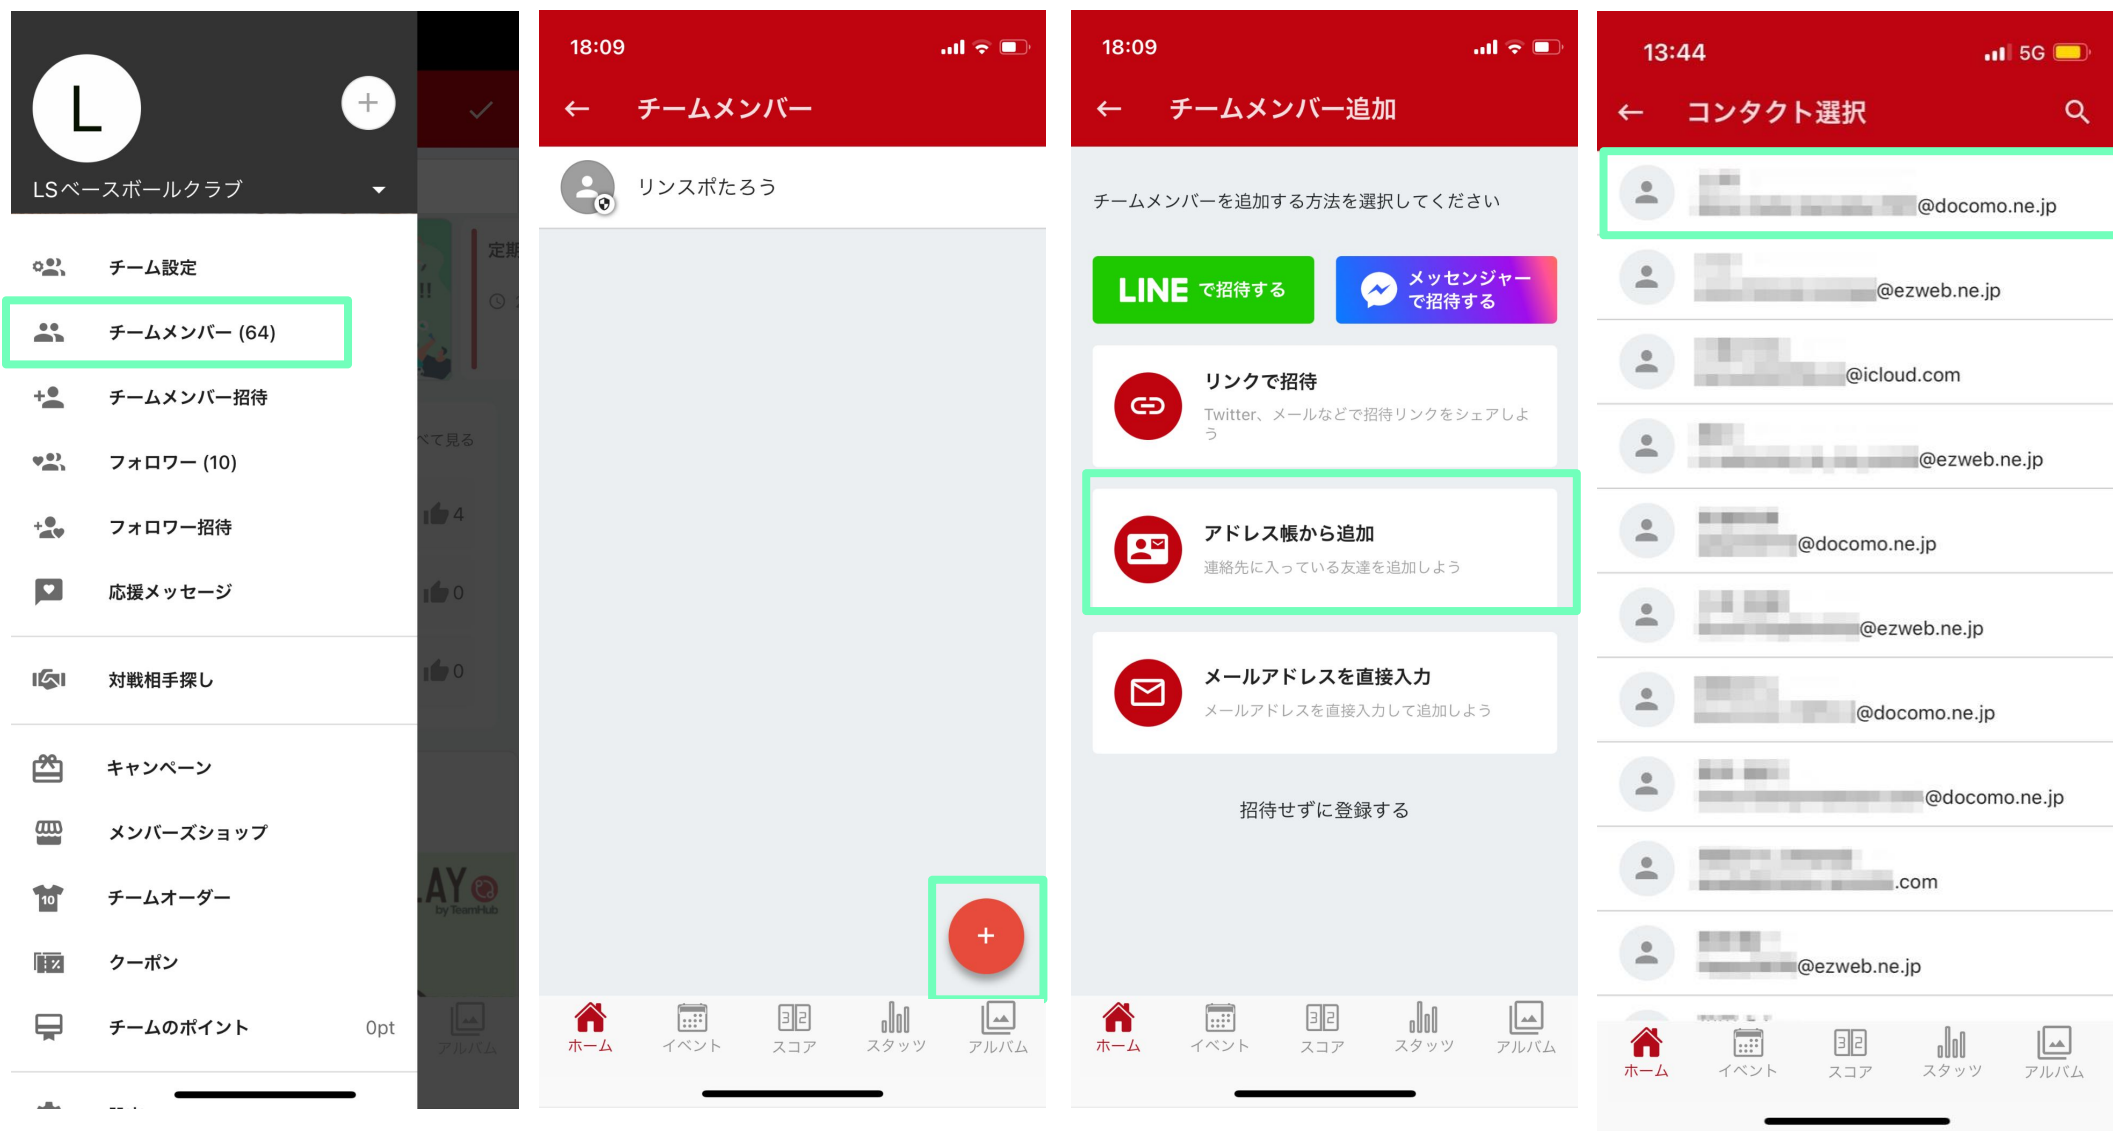 L
LSベースボールクラブ
チーム設定
チームメンバー (64)
チームメンバー招待
フォロワー (10)
フォロワー招待
応援メッセージ
対戦相手探し
キャンペーン
メンバーズショップ
10
チームオーダー
クーポン
チームのポイント 0pt
定期
!!
べて見る
4
0
0
LAY
by TeamHub
アルバム
18:09
チームメンバー
リンスポたろう
+
ホーム イベント スコア スタッツ アルバム
18:09
チームメンバー追加
チームメンバーを追加する方法を選択してください
LINE で招待する
メッセンジャー
で招待する
リンクで招待
Twitter、メールなどで招待リンクをシェアしよ
う
アドレス帳から追加
連絡先に入っている友達を追加しよう
メールアドレスを直接入力
メールアドレスを直接入力して追加しよう
招待せずに登録する
ホーム イベント スコア スタッツ アルバム
13:44 5G
コンタクト選択
@docomo.ne.jp
@ezweb.ne.jp
@icloud.com
@ezweb.ne.jp
@docomo.ne.jp
@ezweb.ne.jp
@docomo.ne.jp
@docomo.ne.jp
.com
@ezweb.ne.jp
ホーム イベント スコア スタッツ アルバム